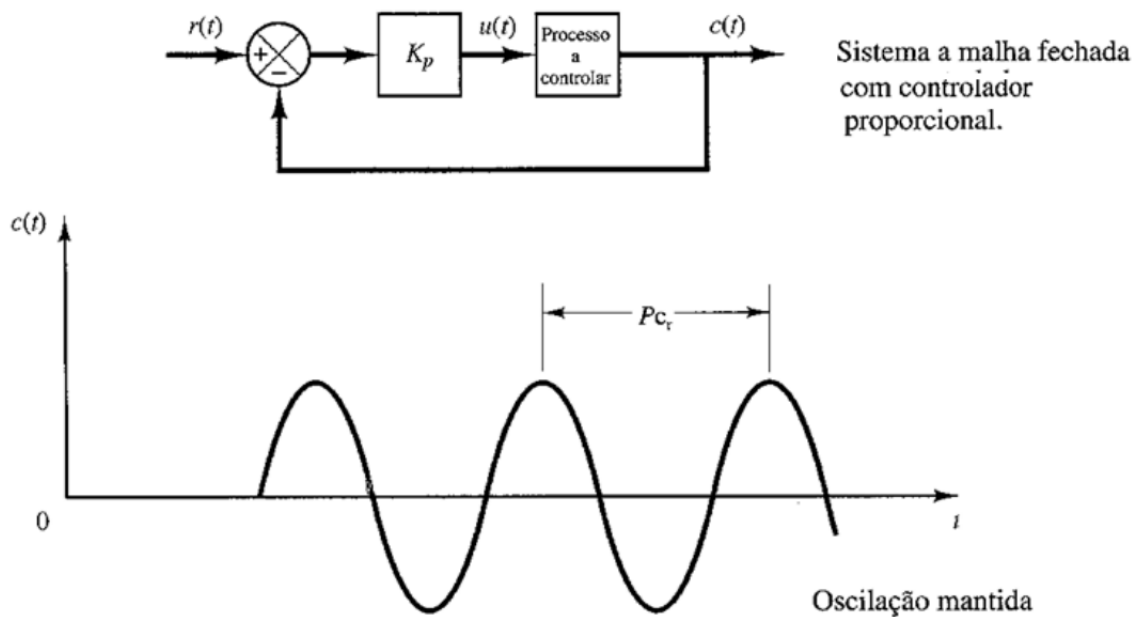 r(t)
u(t)
c(t)
+
−
K_p
Processo
a
controlar
Sistema a malha fechada
com controlador
proporcional.
c(t)
Pc_r
0
t
Oscilação mantida